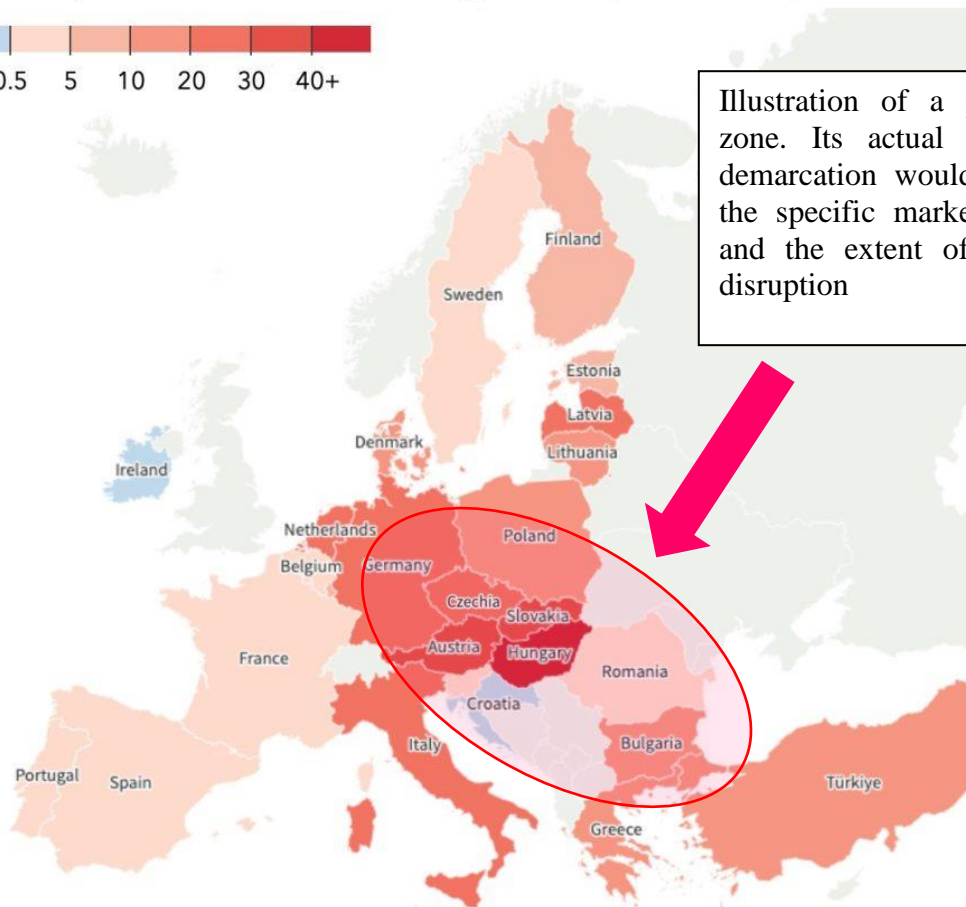 0.5 5 10 20 30 40+
Illustration of a
zone. Its actual
demarcation would
the specific marke
and the extent of
disruption
Finland
Sweden
Estonia
Latvia
Lithuania
Denmark
Ireland
Netherlands
Poland
Belgium
Germany
Czechia
Slovakia
Austria
Hungary
France
Romania
Croatia
Italy
Bulgaria
Portugal
Spain
Türkiye
Greece